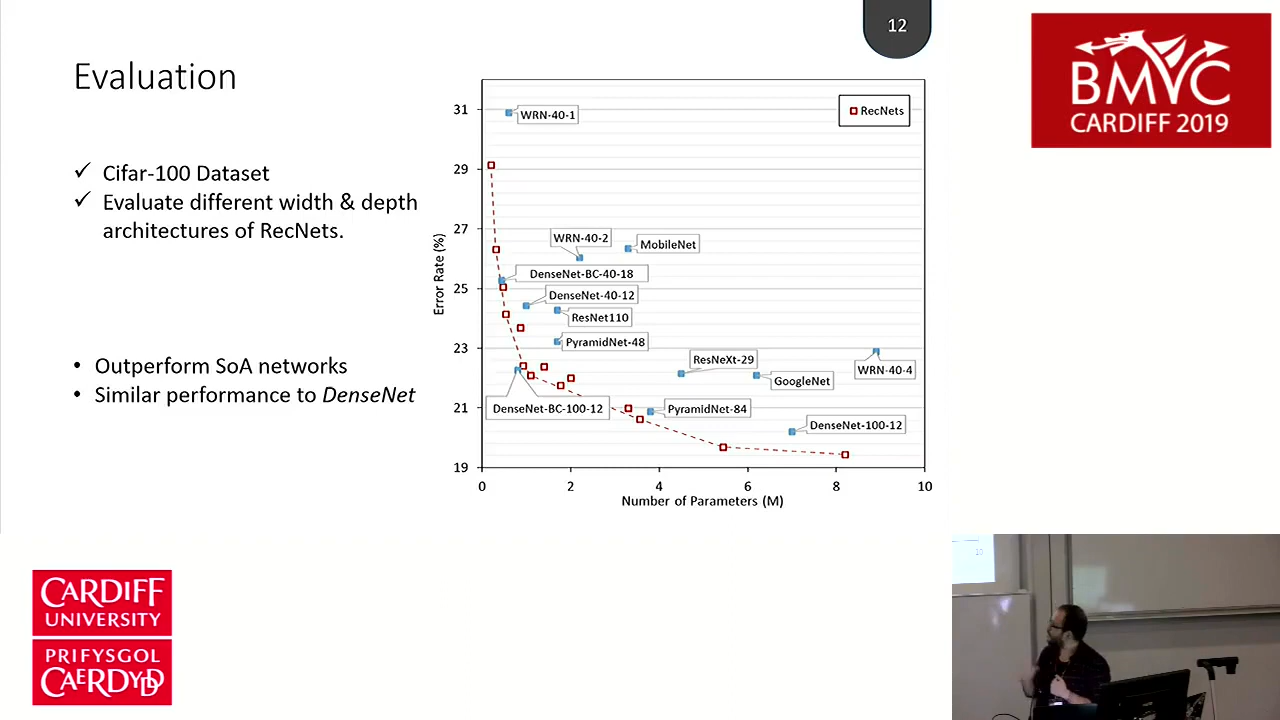 12
Evaluation
✓ Cifar-100 Dataset
✓ Evaluate different width & depth
architectures of RecNets.
• Outperform SoA networks
• Similar performance to DenseNet
Error Rate (%)
31
29
27
25
23
21
19
0
2
4
6
8
10
Number of Parameters (M)
RecNets
WRN-40-1
WRN-40-2
MobileNet
DenseNet-BC-40-18
DenseNet-40-12
ResNet110
PyramidNet-48
ResNeXt-29
GoogleNet
WRN-40-4
DenseNet-BC-100-12
PyramidNet-84
DenseNet-100-12
BMVC
CARDIFF 2019
CARDIFF
UNIVERSITY
PRIFYSGOL
CAERDYDD